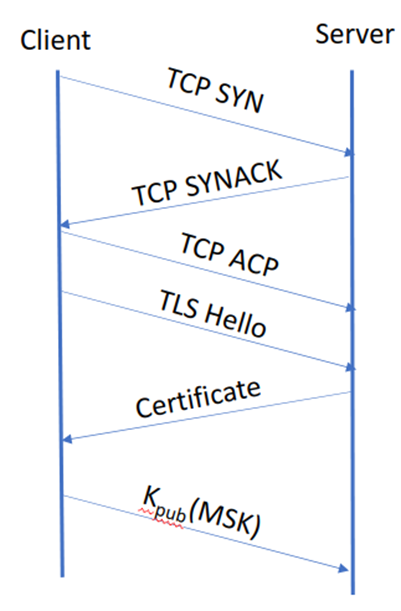 Client
Server
TCP SYN
TCP SYNACK
TCP ACP
TLS Hello
Certificate
Kpub(MSK)